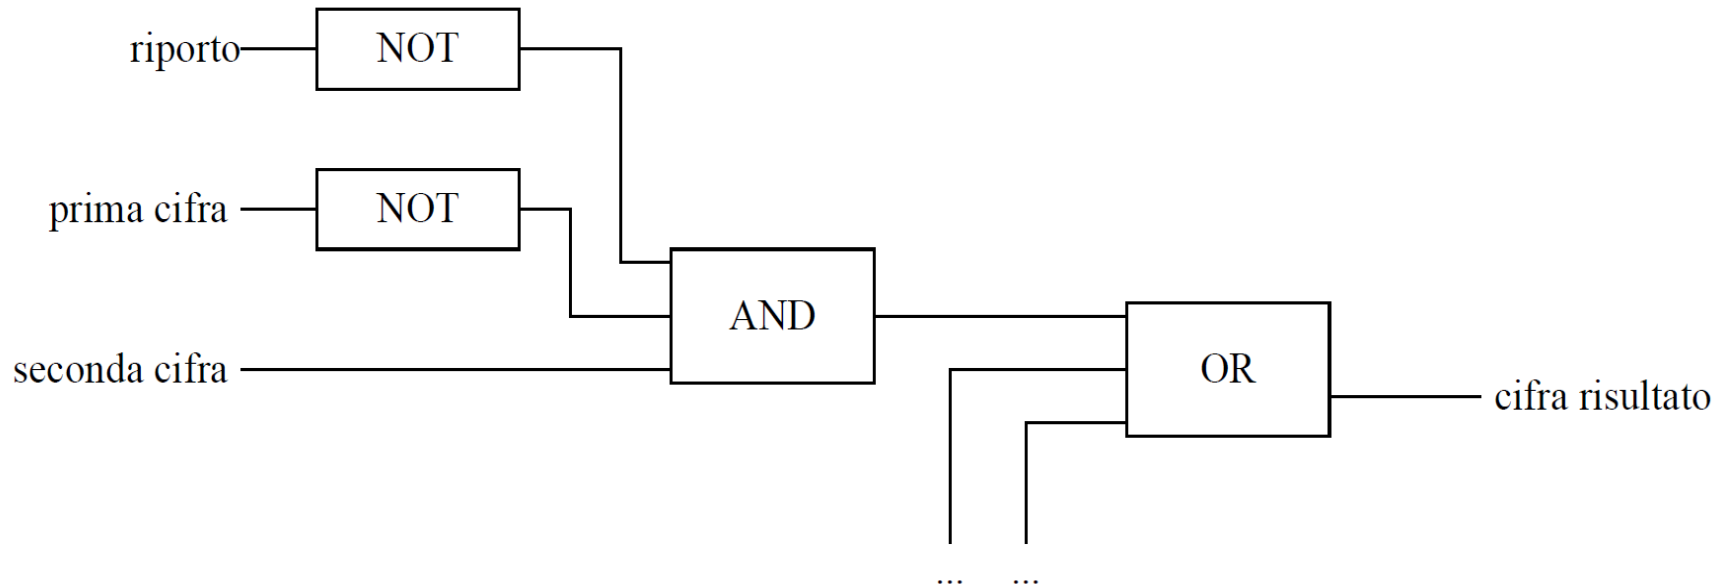 riporto
NOT
prima cifra
NOT
seconda cifra
AND
OR
cifra risultato
... ...